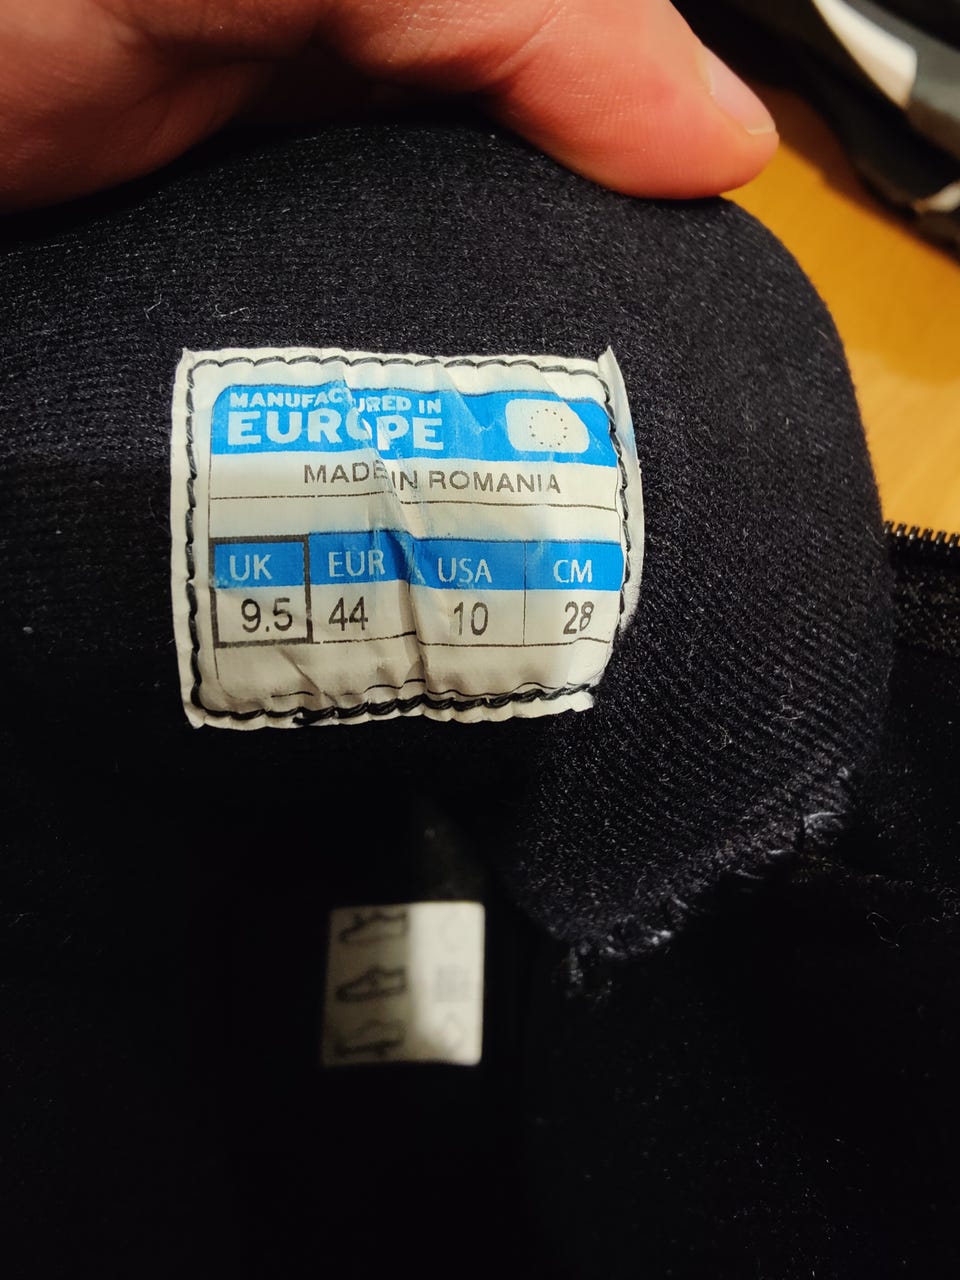 MANUFACTURED IN
EUROPE
MADE IN ROMANIA
UK EUR USA CM
9.5 44 10 28